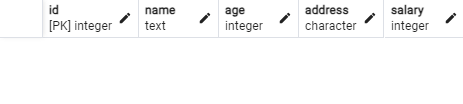 id name age address salary
[PK] integer text integer character integer